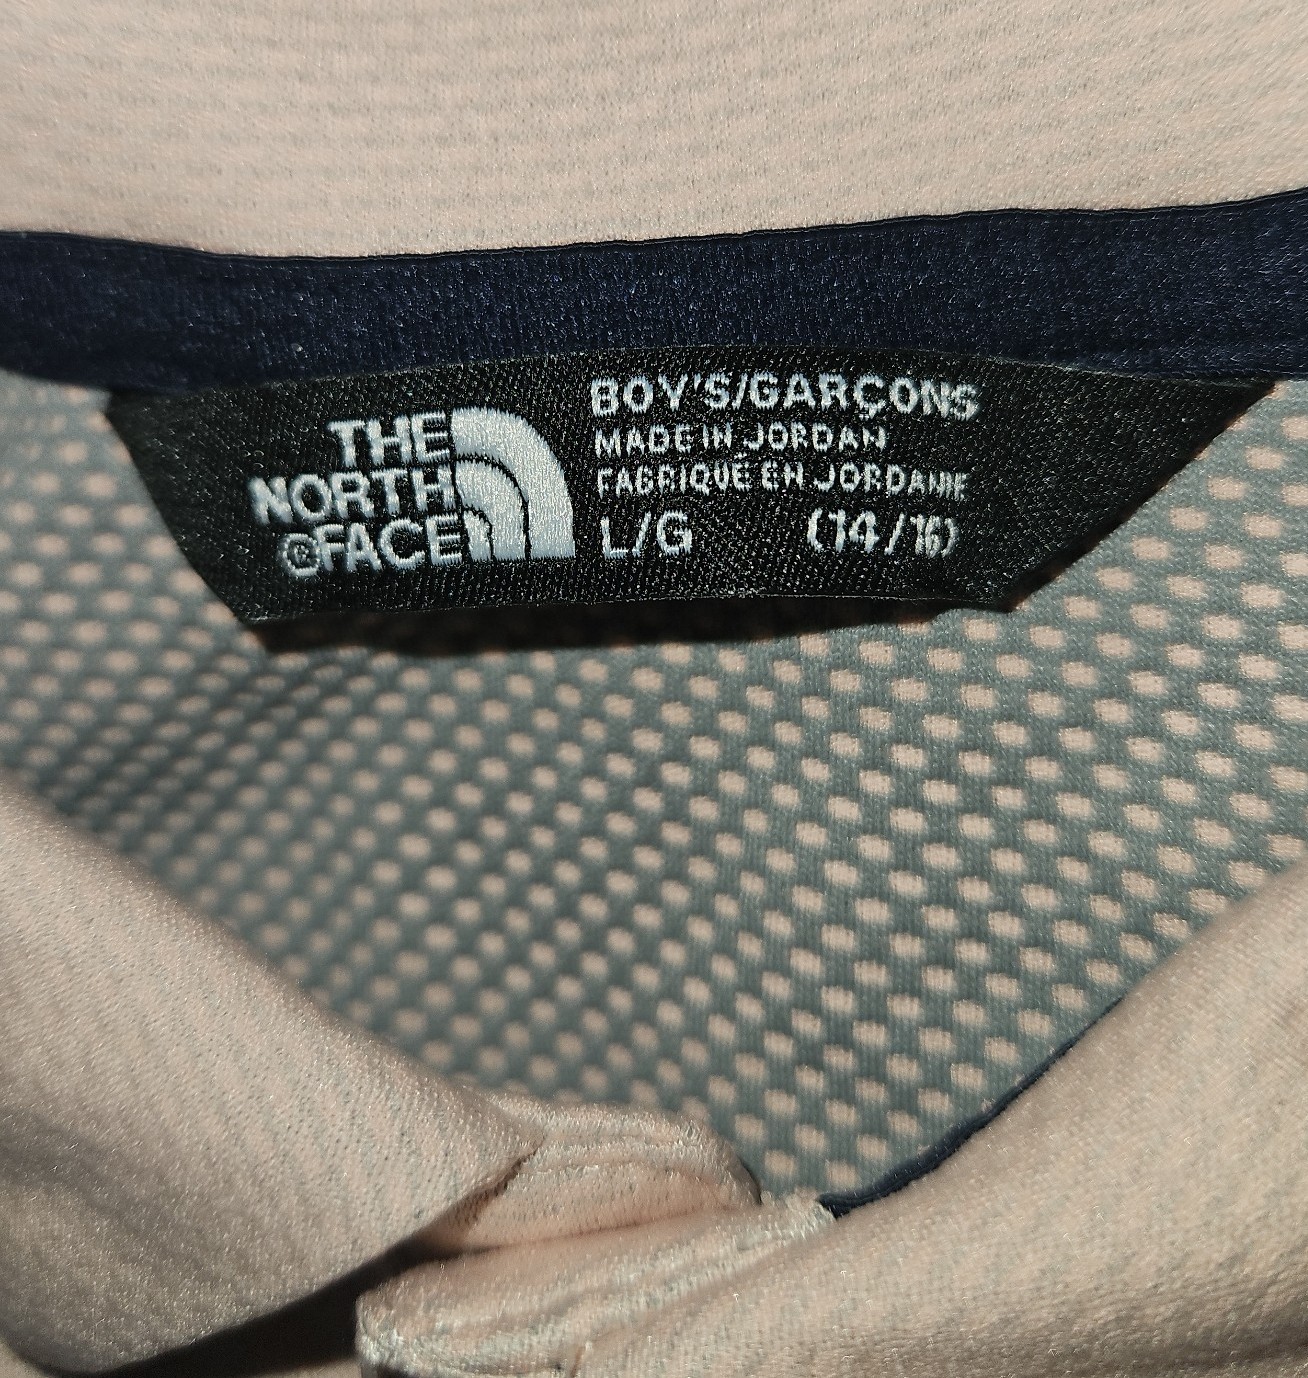 THE
NORTH
®FACE
BOY'S/GARÇONS
MADE IN JORDAN
FABRIQUÉ EN JORDANIE
L/G (14/16)